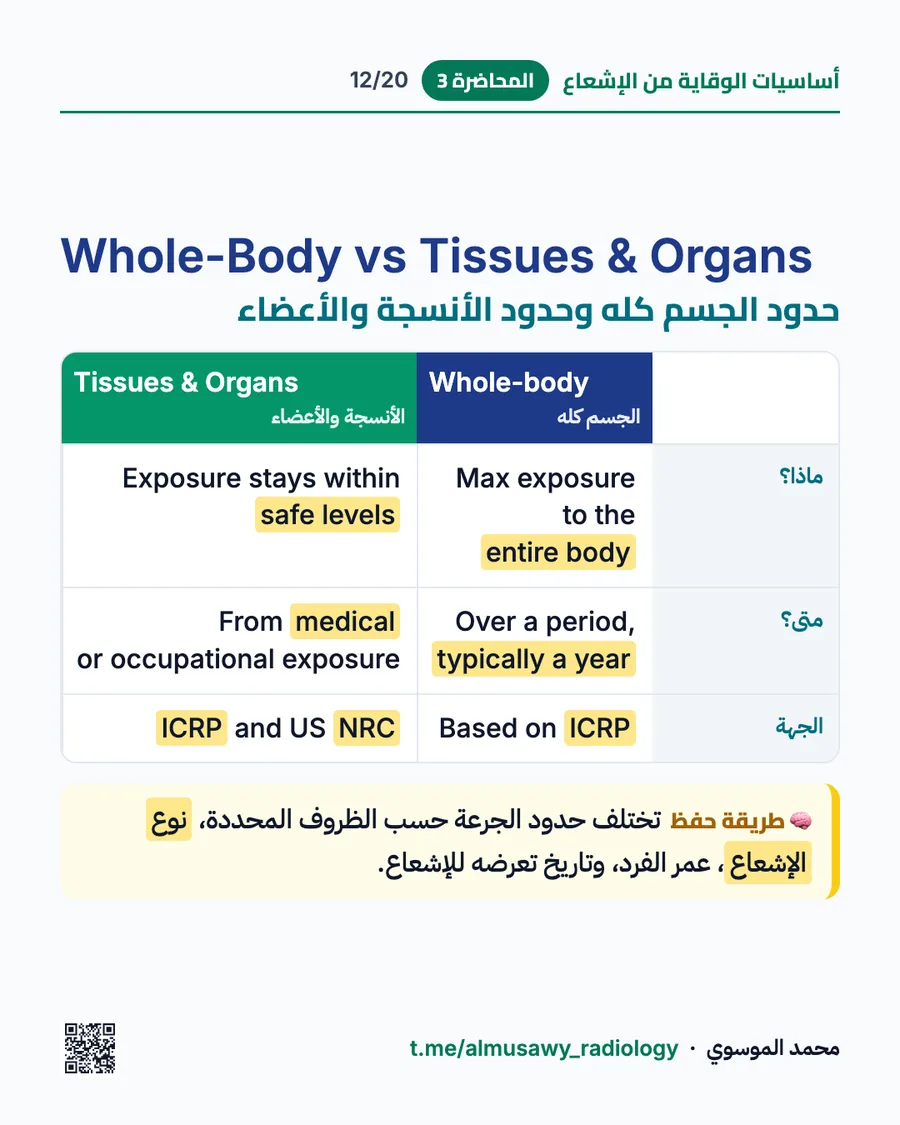 أساسيات الوقاية من الإشعاع المحاضرة 3 12/20
Whole-Body vs Tissues & Organs
حدود الجسم كله وحدود الأنسجة والأعضاء
Whole-body
الجسم كله
Tissues & Organs
الأنسجة والأعضاء
ماذا؟
Max exposure
to the
entire body
Exposure stays within
safe levels
متى؟
Over a period,
typically a year
From medical
or occupational exposure
الجهة
Based on ICRP
ICRP and US NRC
🧠 طريقة حفظ تختلف حدود الجرعة حسب الظروف المحددة، نوع
الإشعاع، عمر الفرد، وتاريخ تعرضه للإشعاع.
محمد الموسوي · t.me/almusawy_radiology